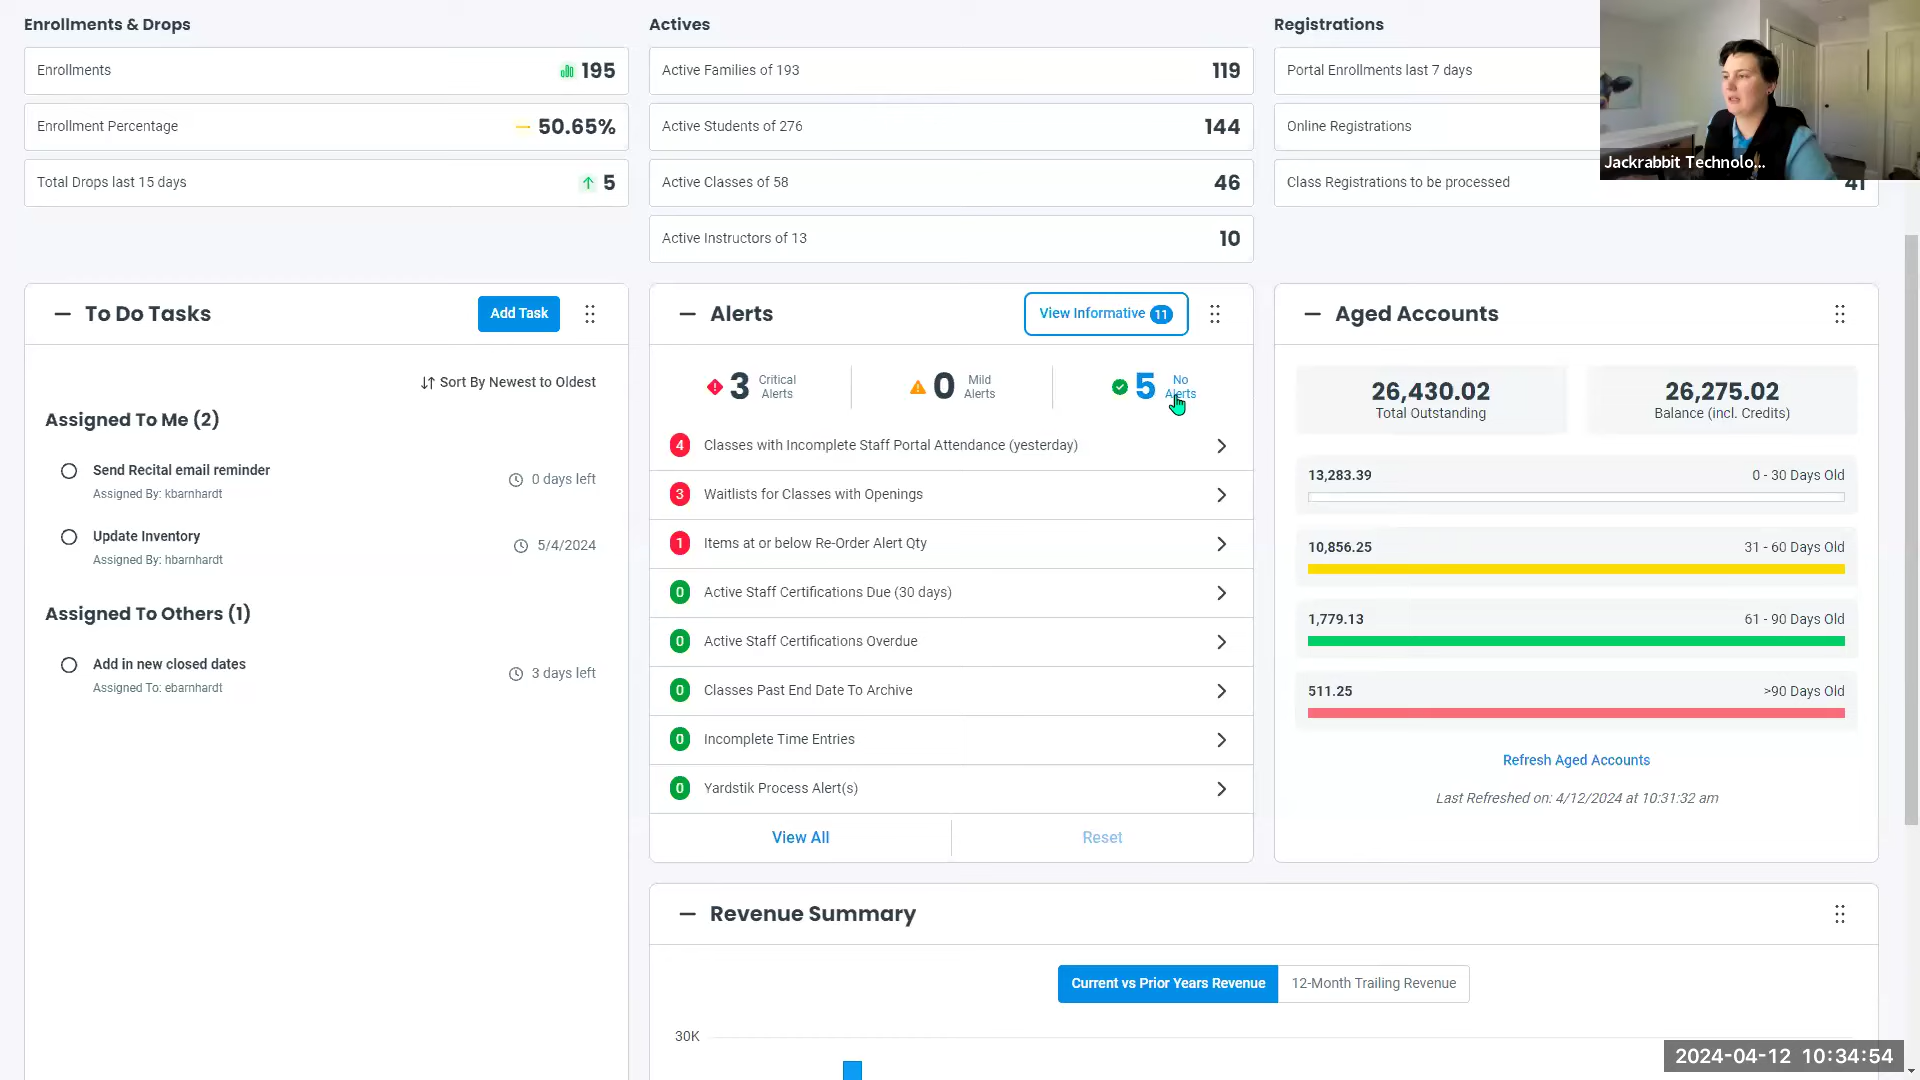 Enrollments & Drops
Enrollments
195
Enrollment Percentage
50.65%
Total Drops last 15 days
5
Actives
Active Families of 193
119
Active Students of 276
144
Active Classes of 58
46
Active Instructors of 13
10
Registrations
Portal Enrollments last 7 days
Online Registrations
Class Registrations to be processed
41
Jackrabbit Technolo...
To Do Tasks
Add Task
Sort By Newest to Oldest
Assigned To Me (2)
Send Recital email reminder
Assigned By: kbarnhardt
0 days left
Update Inventory
Assigned By: hbarnhardt
5/4/2024
Assigned To Others (1)
Add in new closed dates
Assigned To: ebarnhardt
3 days left
Alerts
View Informative 11
3 Critical Alerts
0 Mild Alerts
5 No Alerts
4 Classes with Incomplete Staff Portal Attendance (yesterday)
3 Waitlists for Classes with Openings
1 Items at or below Re-Order Alert Qty
0 Active Staff Certifications Due (30 days)
0 Active Staff Certifications Overdue
0 Classes Past End Date To Archive
0 Incomplete Time Entries
0 Yardstik Process Alert(s)
View All
Reset
Aged Accounts
26,430.02
Total Outstanding
26,275.02
Balance (incl. Credits)
13,283.39
0 - 30 Days Old
10,856.25
31 - 60 Days Old
1,779.13
61 - 90 Days Old
511.25
>90 Days Old
Refresh Aged Accounts
Last Refreshed on: 4/12/2024 at 10:31:32 am
Revenue Summary
Current vs Prior Years Revenue
12-Month Trailing Revenue
30K
2024-04-12 10:34:54